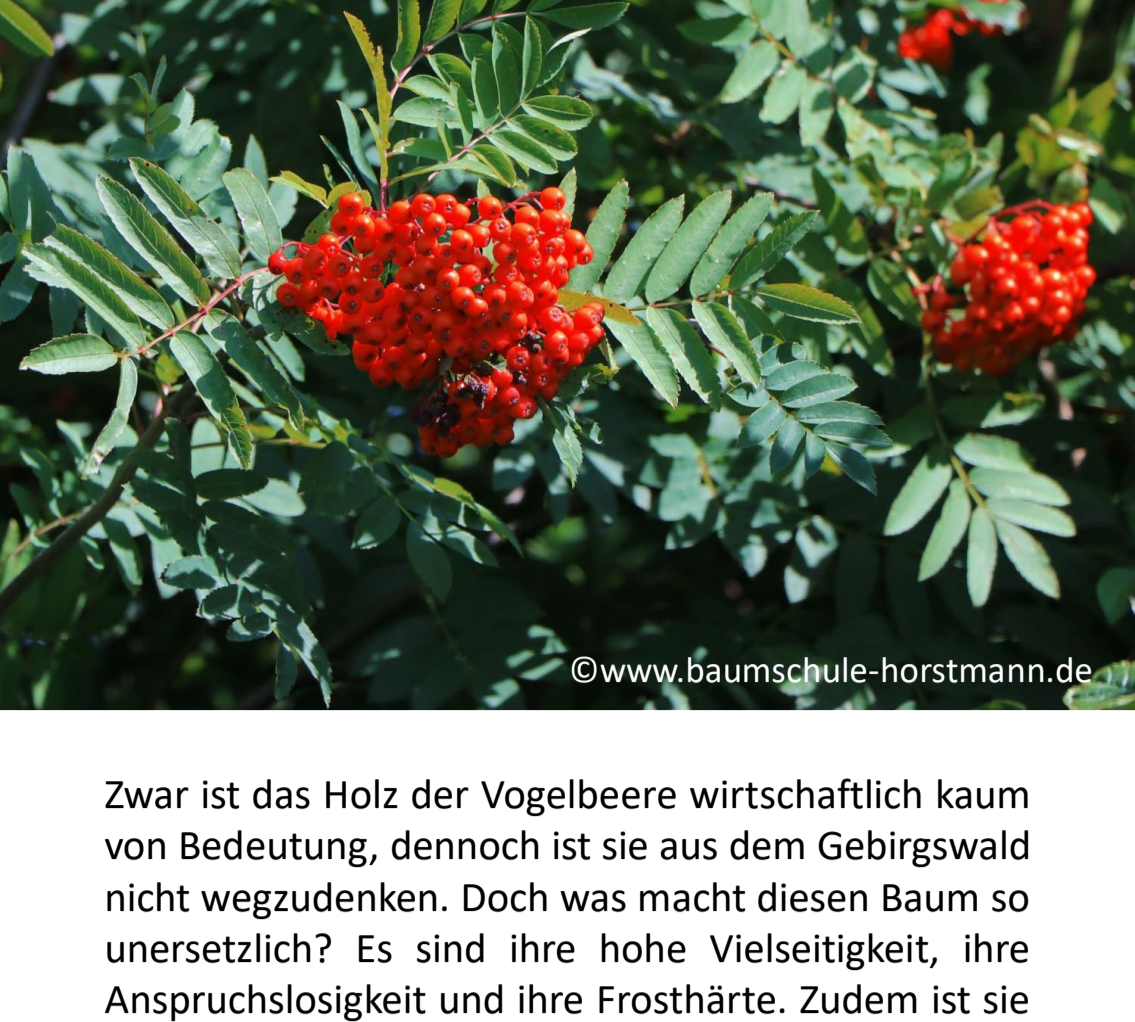 ©www.baumschule-horstmann.de
Zwar ist das Holz der Vogelbeere wirtschaftlich kaum
von Bedeutung, dennoch ist sie aus dem Gebirgswald
nicht wegzudenken. Doch was macht diesen Baum so
unersetzlich? Es sind ihre hohe Vielseitigkeit, ihre
Anspruchslosigkeit und ihre Frosthärte. Zudem ist sie